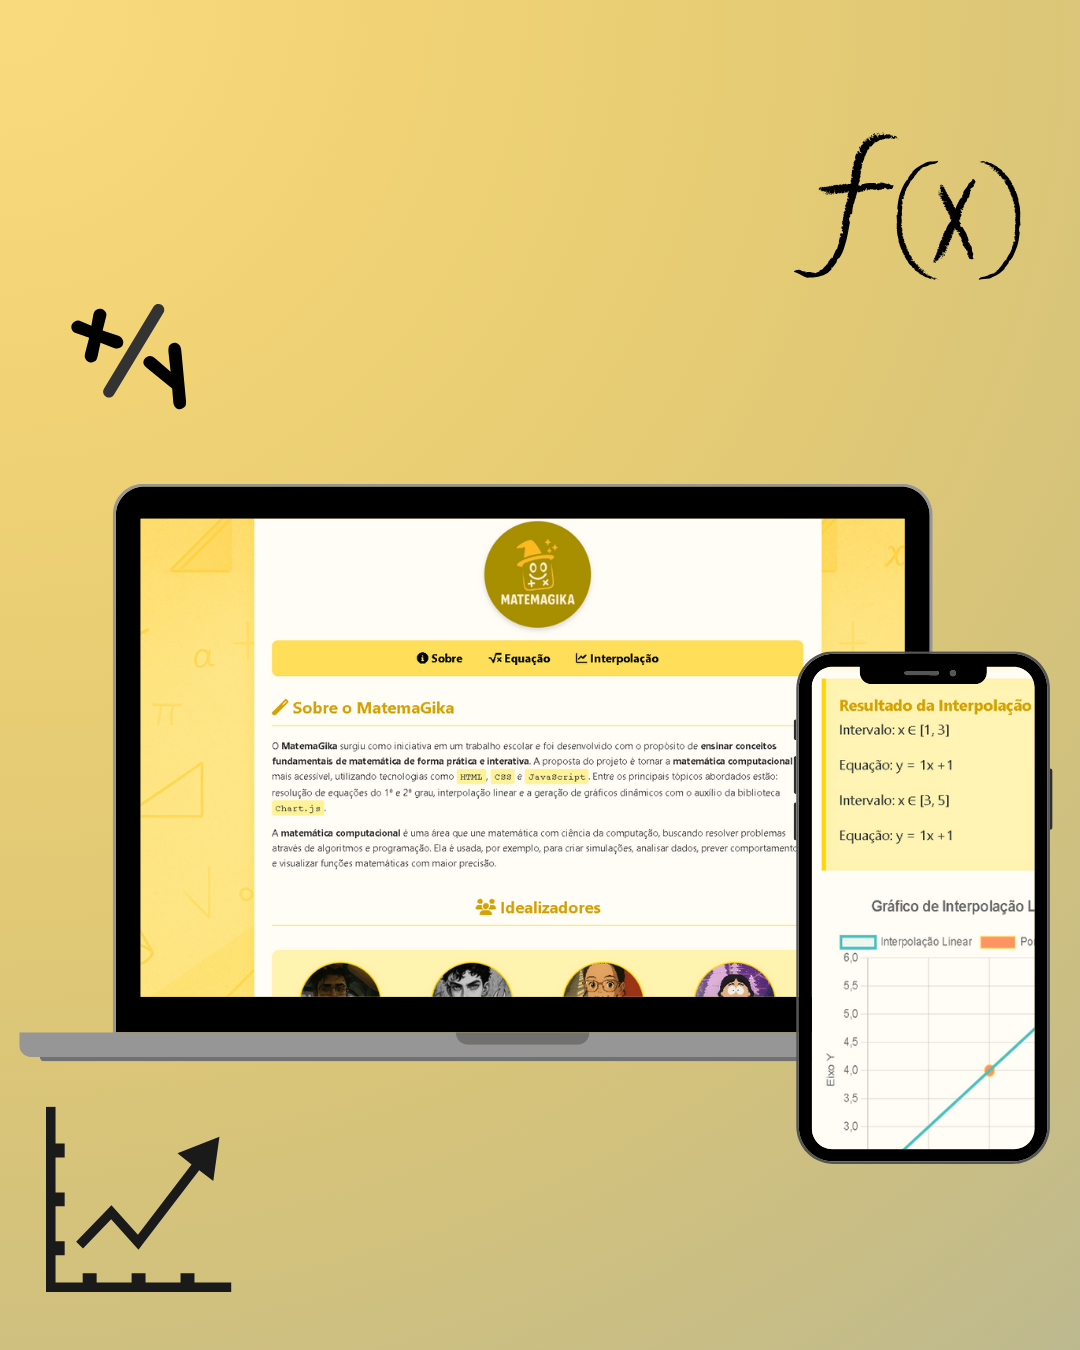 f(x)
x/y
MATEMAGIKA
Sobre Equação Interpolação
Sobre o MatemaGika
O MatemaGika surgiu como iniciativa em um trabalho escolar e foi desenvolvido com o propósito de ensinar conceitos
fundamentais de matemática de forma prática e interativa. A proposta do projeto é tornar a matemática computacional
mais acessível, utilizando tecnologias como HTML, CSS e JavaScript. Entre os principais tópicos abordados estão:
resolução de equações do 1º e 2º grau, interpolação linear e a geração de gráficos dinâmicos com o auxílio da biblioteca
Chart.js.
A matemática computacional é uma área que une matemática com ciência da computação, buscando resolver problemas
através de algoritmos e programação. Ela é usada, por exemplo, para criar simulações, analisar dados, prever comportamento
e visualizar funções matemáticas com maior precisão.
Idealizadores
Resultado da Interpolação
Intervalo: x ∈ [1, 3]
Equação: y = 1x +1
Intervalo: x ∈ [3, 5]
Equação: y = 1x +1
Gráfico de Interpolação L
Interpolação Linear Po
6,0
5,5
5,0
4,5
4,0
3,5
3,0
Eixo Y